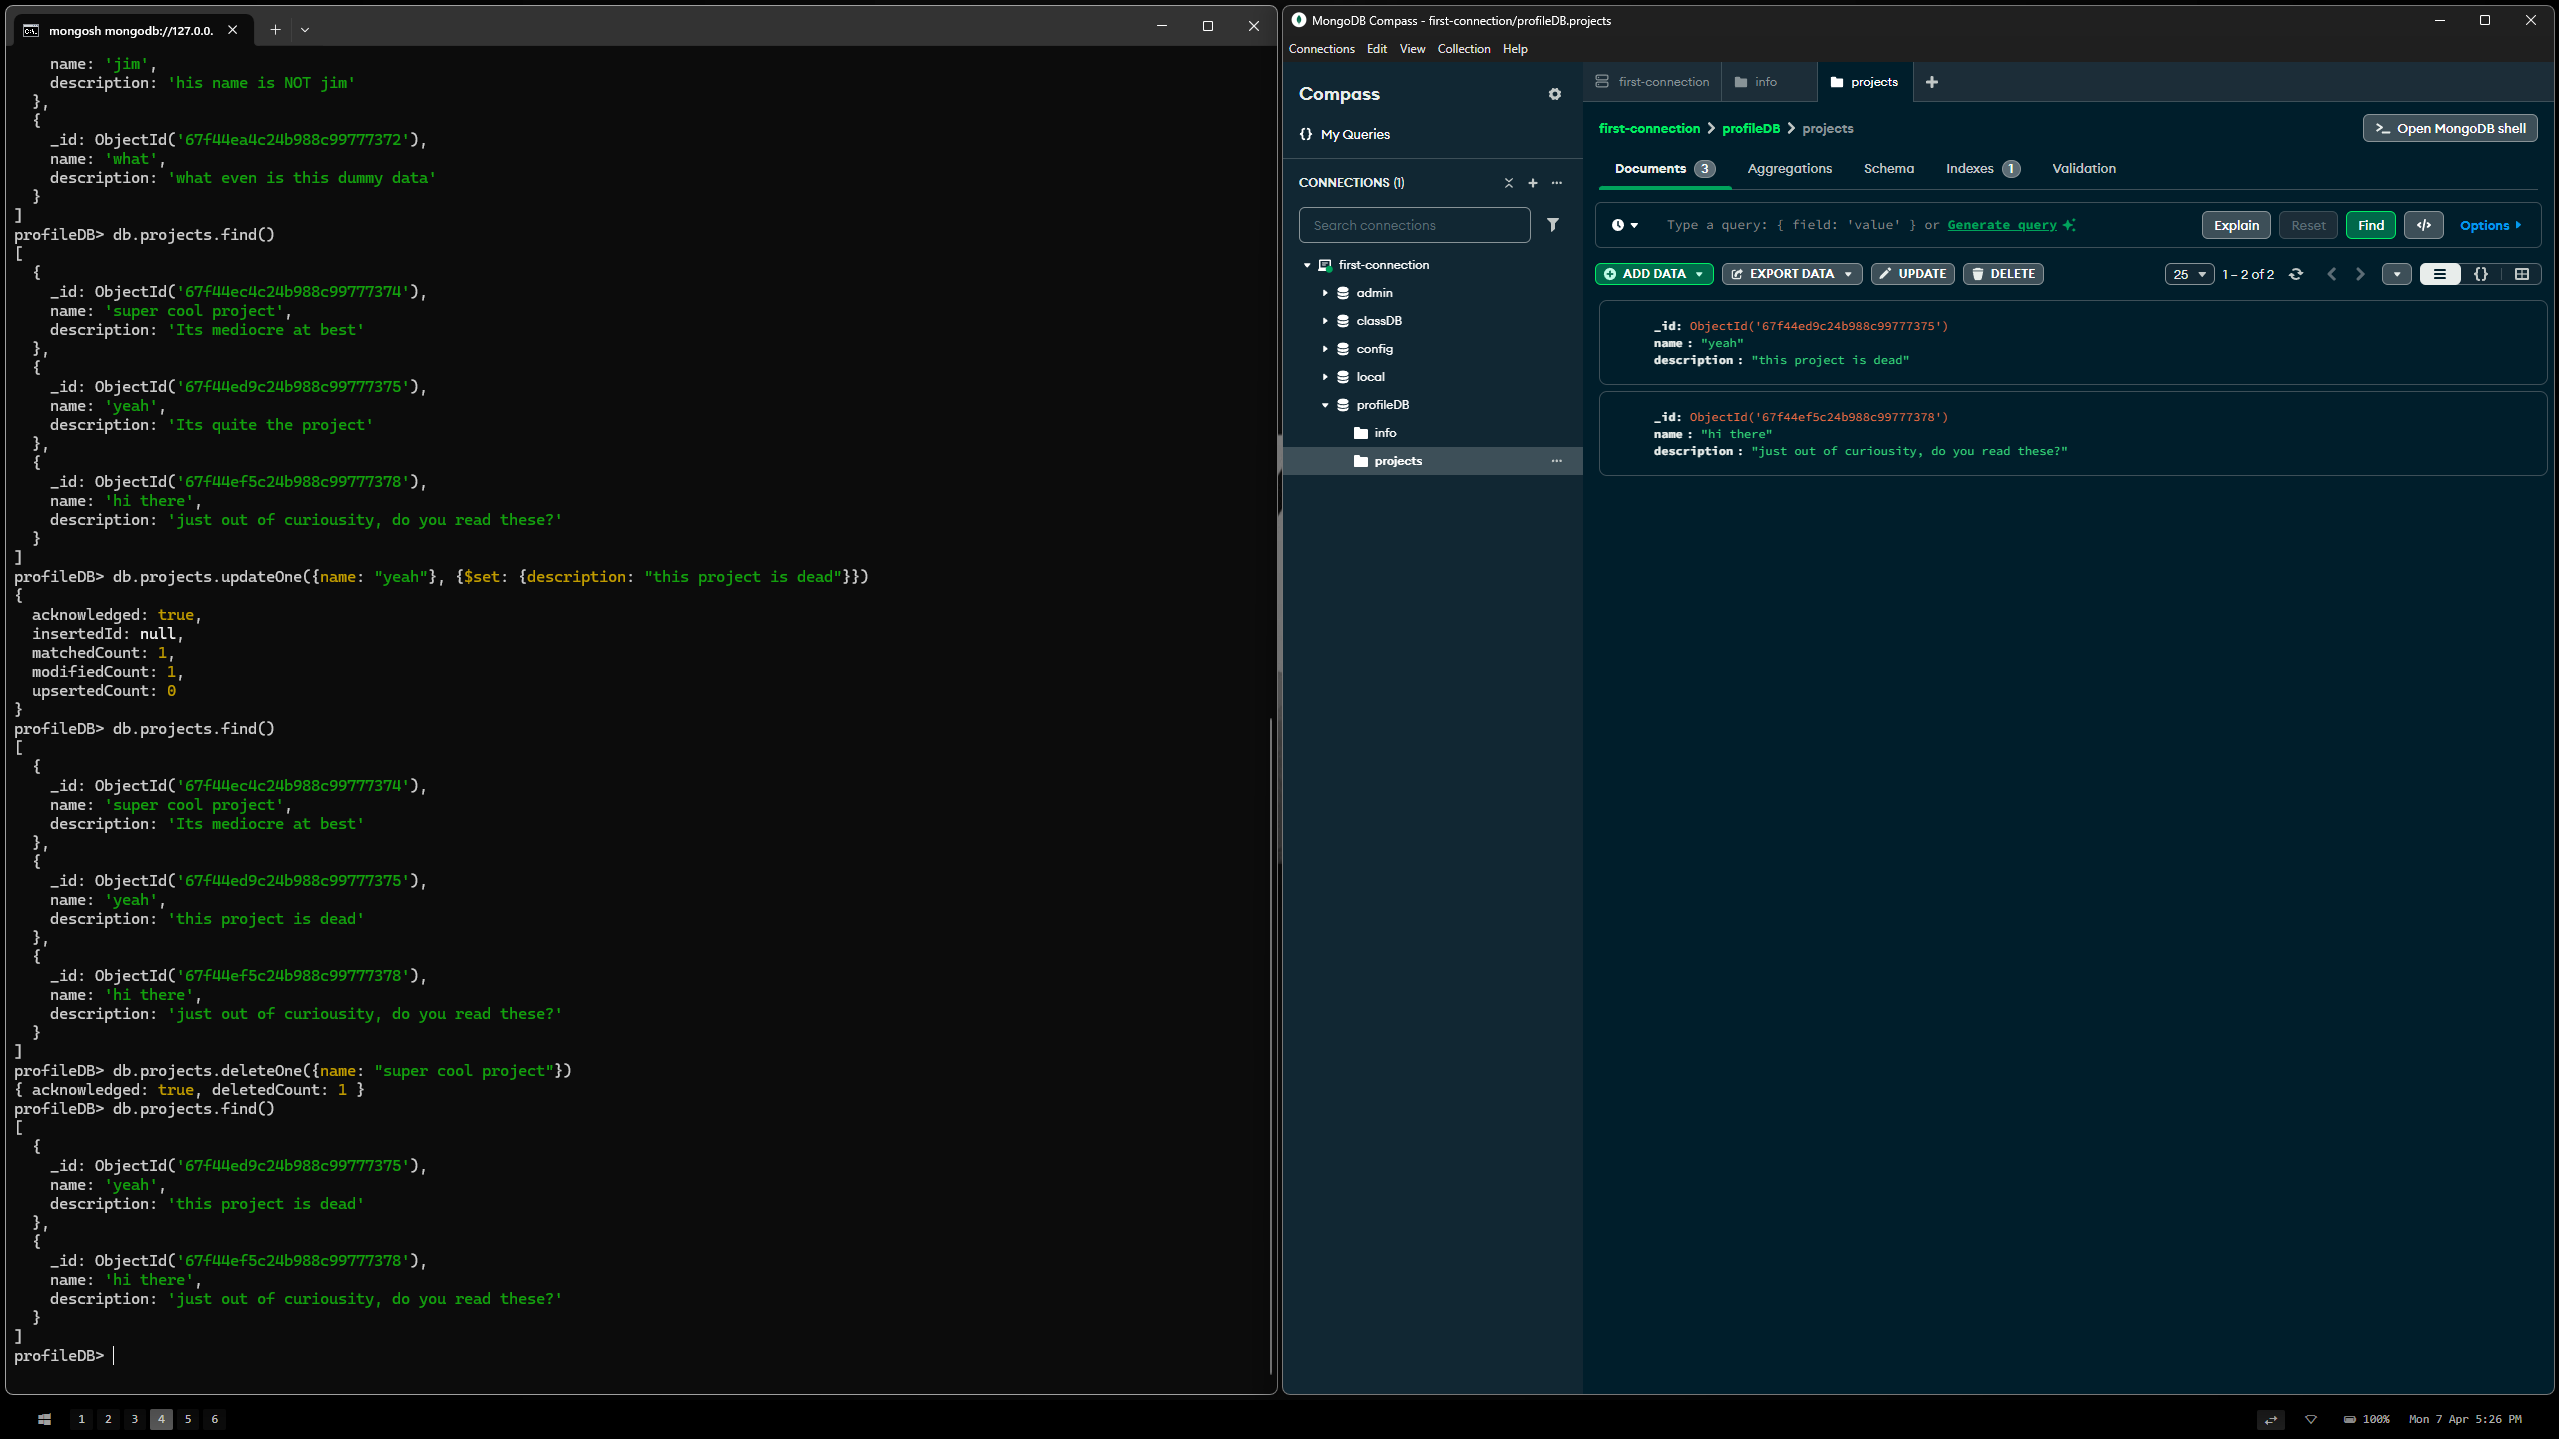 mongosh mongodb://127.0.0.
name: 'jim',
description: 'his name is NOT jim'
},
{
_id: ObjectId('67f44ea4c24b988c99777372'),
name: 'what',
description: 'what even is this dummy data'
}
]
profileDB> db.projects.find()
[
{
_id: ObjectId('67f44ec4c24b988c99777374'),
name: 'super cool project',
description: 'Its mediocre at best'
},
{
_id: ObjectId('67f44ed9c24b988c99777375'),
name: 'yeah',
description: 'Its quite the project'
},
{
_id: ObjectId('67f44ef5c24b988c99777378'),
name: 'hi there',
description: 'just out of curiousity, do you read these?'
}
]
profileDB> db.projects.updateOne({name: "yeah"}, {$set: {description: "this project is dead"}})
{
acknowledged: true,
insertedId: null,
matchedCount: 1,
modifiedCount: 1,
upsertedCount: 0
}
profileDB> db.projects.find()
[
{
_id: ObjectId('67f44ec4c24b988c99777374'),
name: 'super cool project',
description: 'Its mediocre at best'
},
{
_id: ObjectId('67f44ed9c24b988c99777375'),
name: 'yeah',
description: 'this project is dead'
},
{
_id: ObjectId('67f44ef5c24b988c99777378'),
name: 'hi there',
description: 'just out of curiousity, do you read these?'
}
]
profileDB> db.projects.deleteOne({name: "super cool project"})
{ acknowledged: true, deletedCount: 1 }
profileDB> db.projects.find()
[
{
_id: ObjectId('67f44ed9c24b988c99777375'),
name: 'yeah',
description: 'this project is dead'
},
{
_id: ObjectId('67f44ef5c24b988c99777378'),
name: 'hi there',
description: 'just out of curiousity, do you read these?'
}
]
profileDB>
MongoDB Compass - first-connection/profileDB.projects
Connections Edit View Collection Help
Compass
{} My Queries
CONNECTIONS (1)
Search connections
first-connection
admin
classDB
config
local
profileDB
info
projects
first-connection info projects
first-connection > profileDB > projects
>_ Open MongoDB shell
Documents 3 Aggregations Schema Indexes 1 Validation
Type a query: { field: 'value' } or Generate query
Explain Reset Find </> Options
ADD DATA EXPORT DATA UPDATE DELETE
25 1 – 2 of 2 {}
_id: ObjectId('67f44ed9c24b988c99777375')
name : "yeah"
description : "this project is dead"
_id: ObjectId('67f44ef5c24b988c99777378')
name : "hi there"
description : "just out of curiousity, do you read these?"
1 2 3 4 5 6
100% Mon 7 Apr 5:26 PM